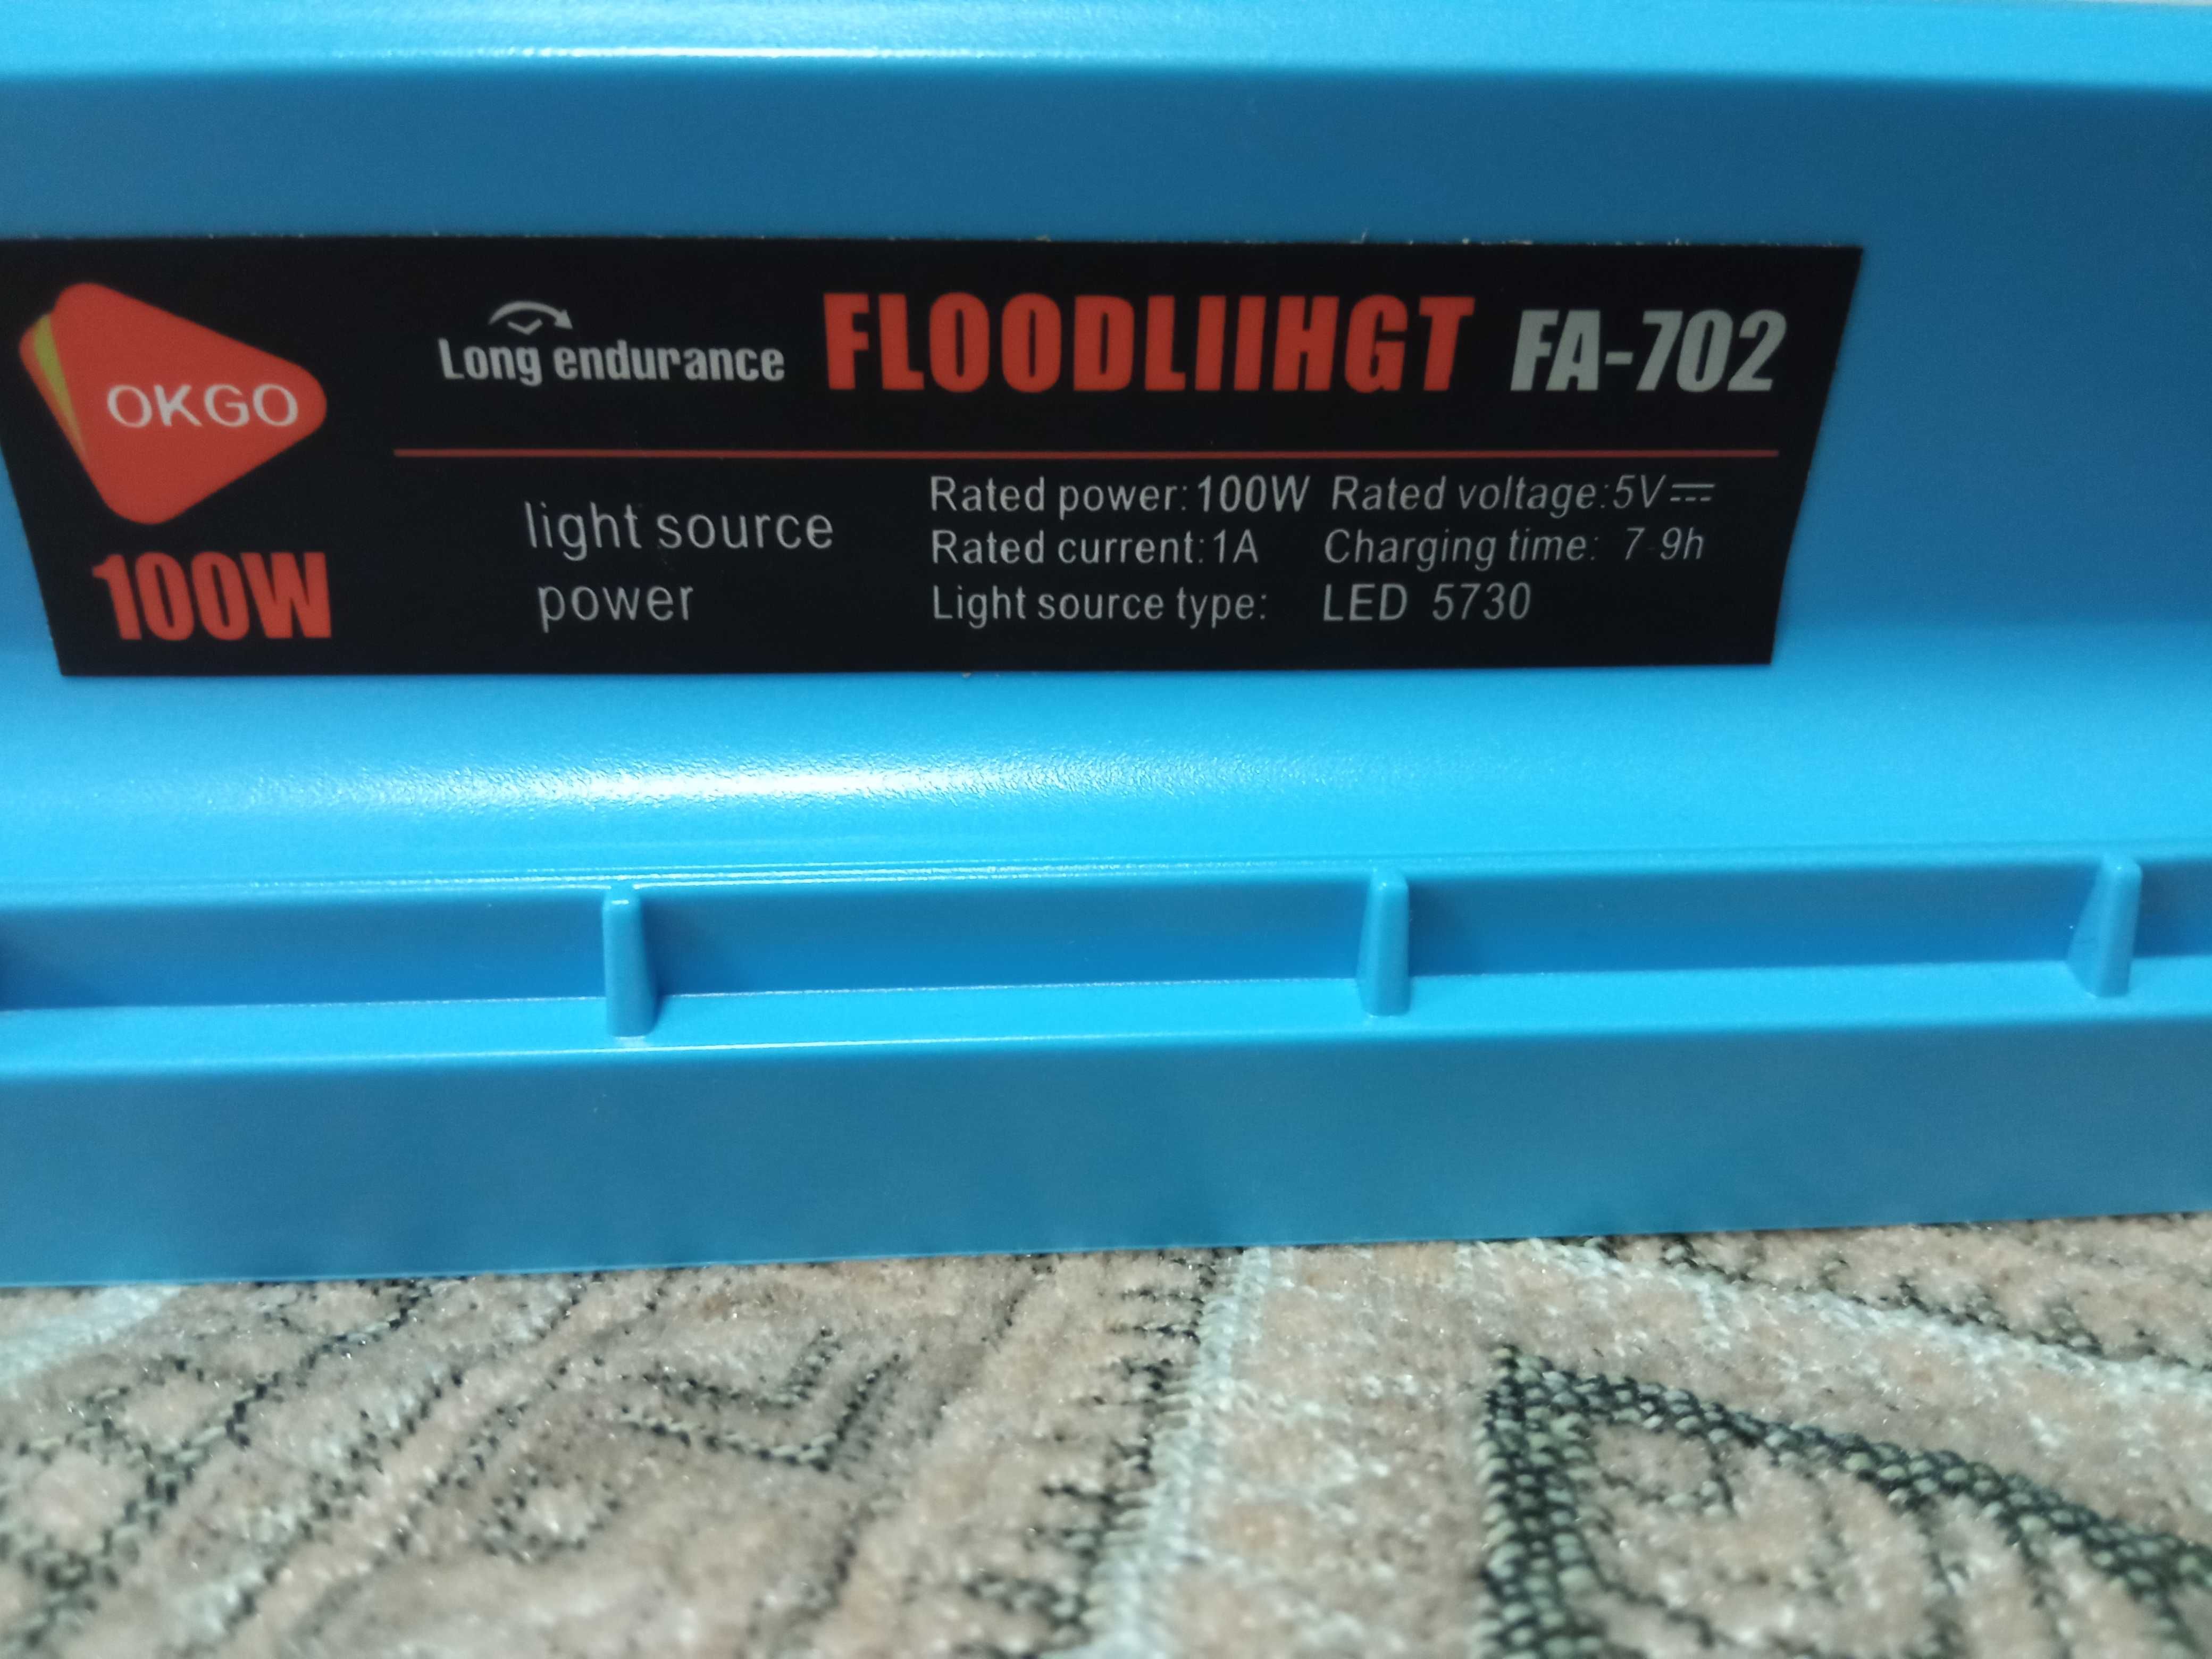 OKGO
100W
Long endurance FLOODLIIHGT FA-702
light source
power
Rated power: 100W Rated voltage:5V⎓
Rated current:1A Charging time: 7-9h
Light source type: LED 5730